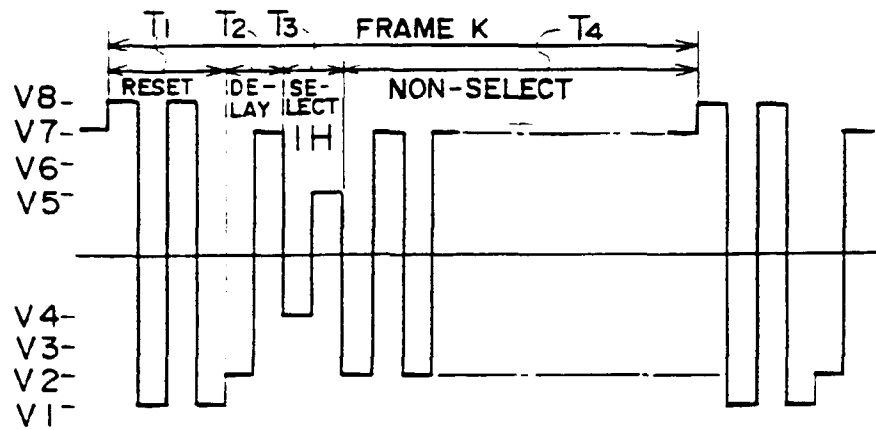 T1 T2 T3 FRAME K T4
RESET DE-LAY SE-LECT NON-SELECT
1H
V8
V7
V6
V5
V4
V3
V2
V1